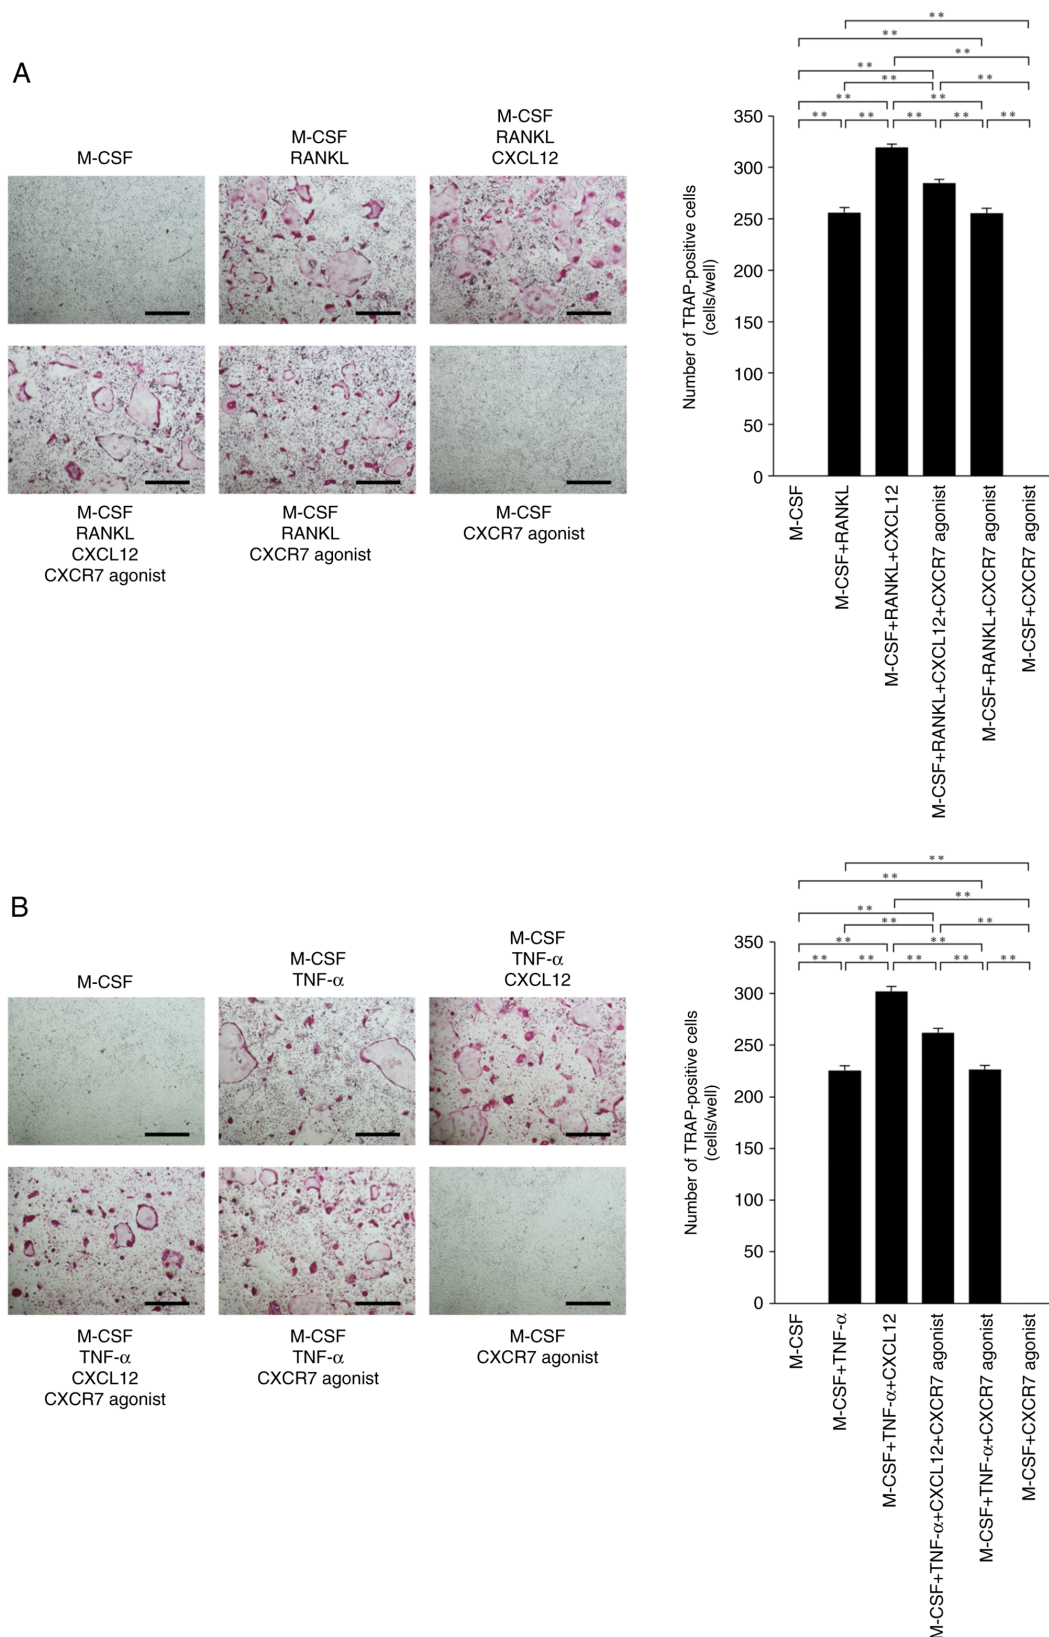 A
M-CSF
M-CSF
RANKL
M-CSF
RANKL
CXCL12
M-CSF
RANKL
CXCL12
CXCR7 agonist
M-CSF
RANKL
CXCR7 agonist
M-CSF
CXCR7 agonist
**
**
**
**
** **
** **
** ** ** ** **
Number of TRAP-positive cells
(cells/well)
350
300
250
200
150
100
50
0
M-CSF
M-CSF+RANKL
M-CSF+RANKL+CXCL12
M-CSF+RANKL+CXCL12+CXCR7 agonist
M-CSF+RANKL+CXCR7 agonist
M-CSF+CXCR7 agonist
B
M-CSF
M-CSF
TNF-α
M-CSF
TNF-α
CXCL12
M-CSF
TNF-α
CXCL12
CXCR7 agonist
M-CSF
TNF-α
CXCR7 agonist
M-CSF
CXCR7 agonist
**
**
**
**
** **
** **
** ** ** ** **
Number of TRAP-positive cells
(cells/well)
350
300
250
200
150
100
50
0
M-CSF
M-CSF+TNF-α
M-CSF+TNF-α+CXCL12
M-CSF+TNF-α+CXCL12+CXCR7 agonist
M-CSF+TNF-α+CXCR7 agonist
M-CSF+CXCR7 agonist